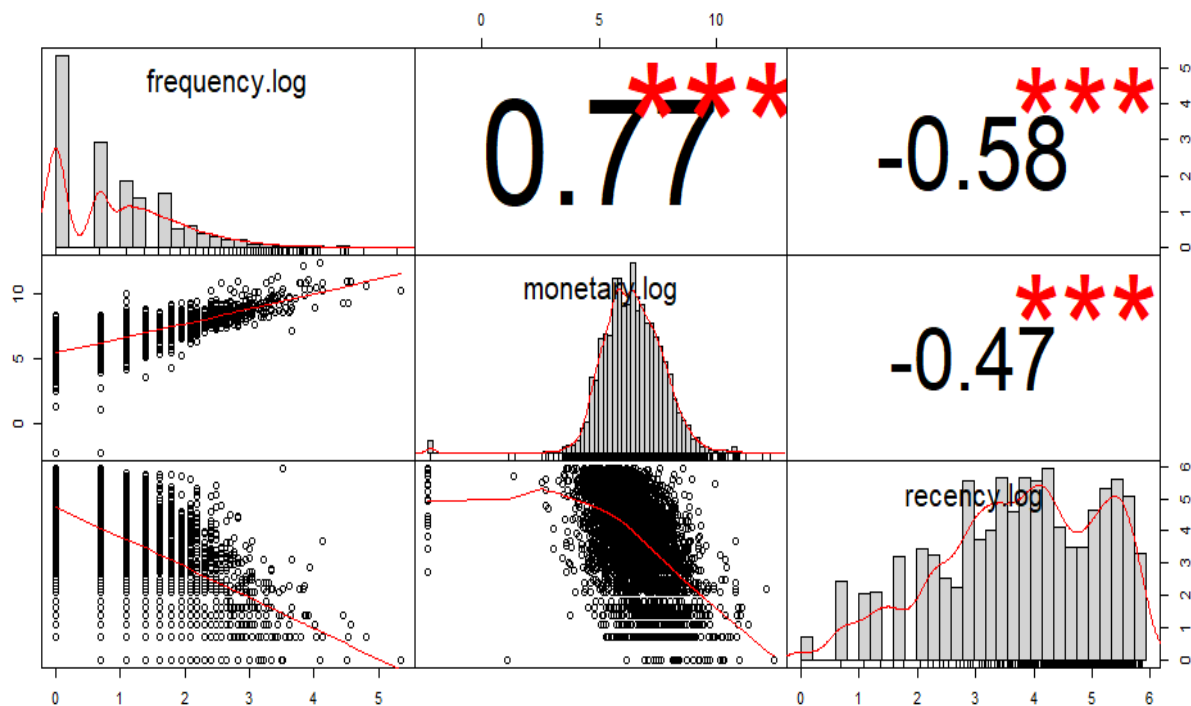 0 5 10
frequency.log
0.77***
-0.58***
0 1 2 3 4 5
0 5 10
monetary.log
-0.47***
recency.log
0 1 2 3 4 5 6
0 1 2 3 4 5
0 1 2 3 4 5 6